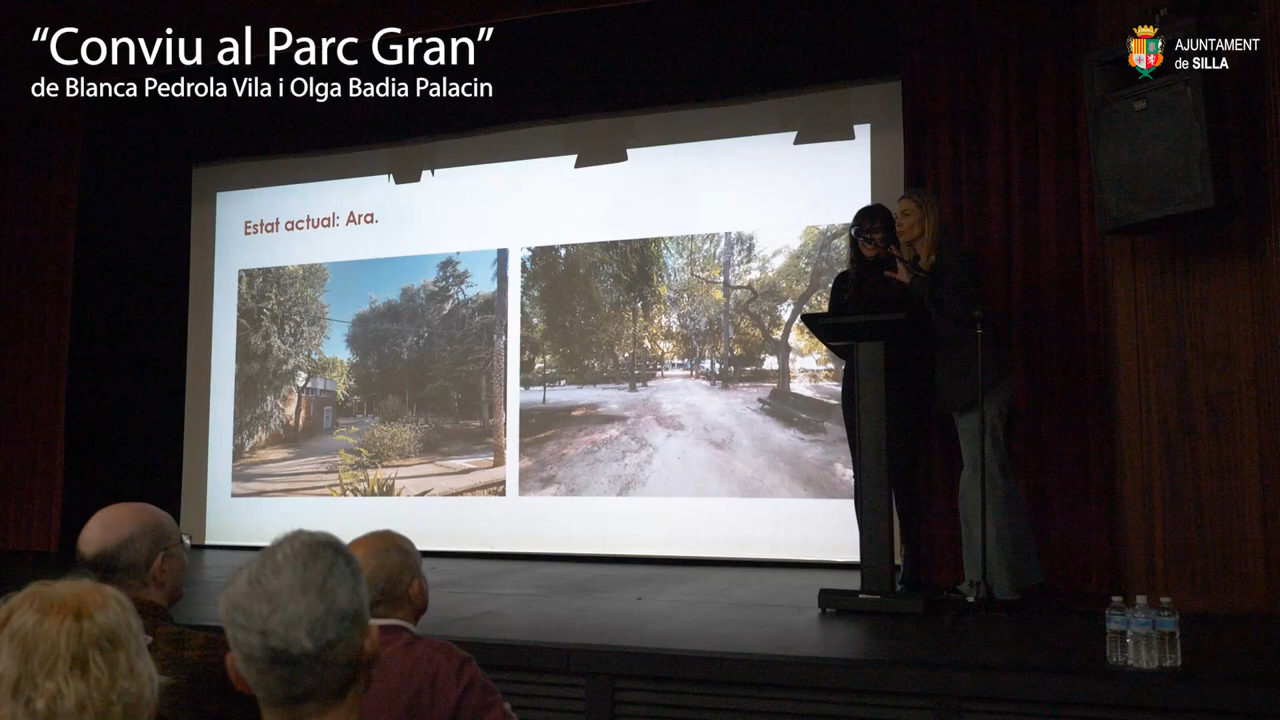 “Conviu al Parc Gran”
de Blanca Pedrola Vila i Olga Badia Palacin
AJUNTAMENT
de SILLA
Estat actual: Ara.